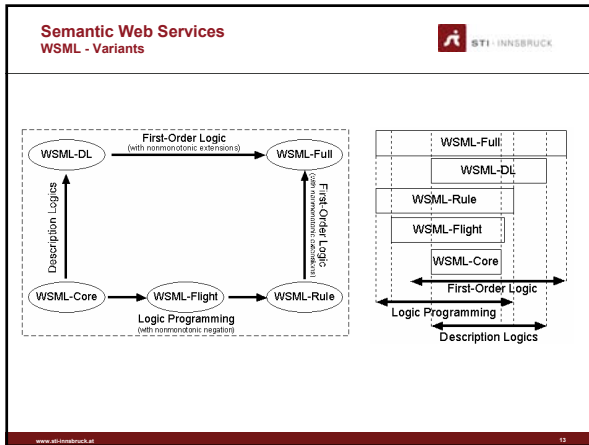 Semantic Web Services
WSML - Variants
STI · INNSBRUCK
First-Order Logic
(with nonmonotonic extensions)
WSML-DL
WSML-Full
Description Logics
First-Order Logic
(with nonmonotonic extensions)
WSML-Core
WSML-Flight
WSML-Rule
Logic Programming
(with nonmonotonic negation)
WSML-Full
WSML-DL
WSML-Rule
WSML-Flight
WSML-Core
First-Order Logic
Logic Programming
Description Logics
www.sti-innsbruck.at
13